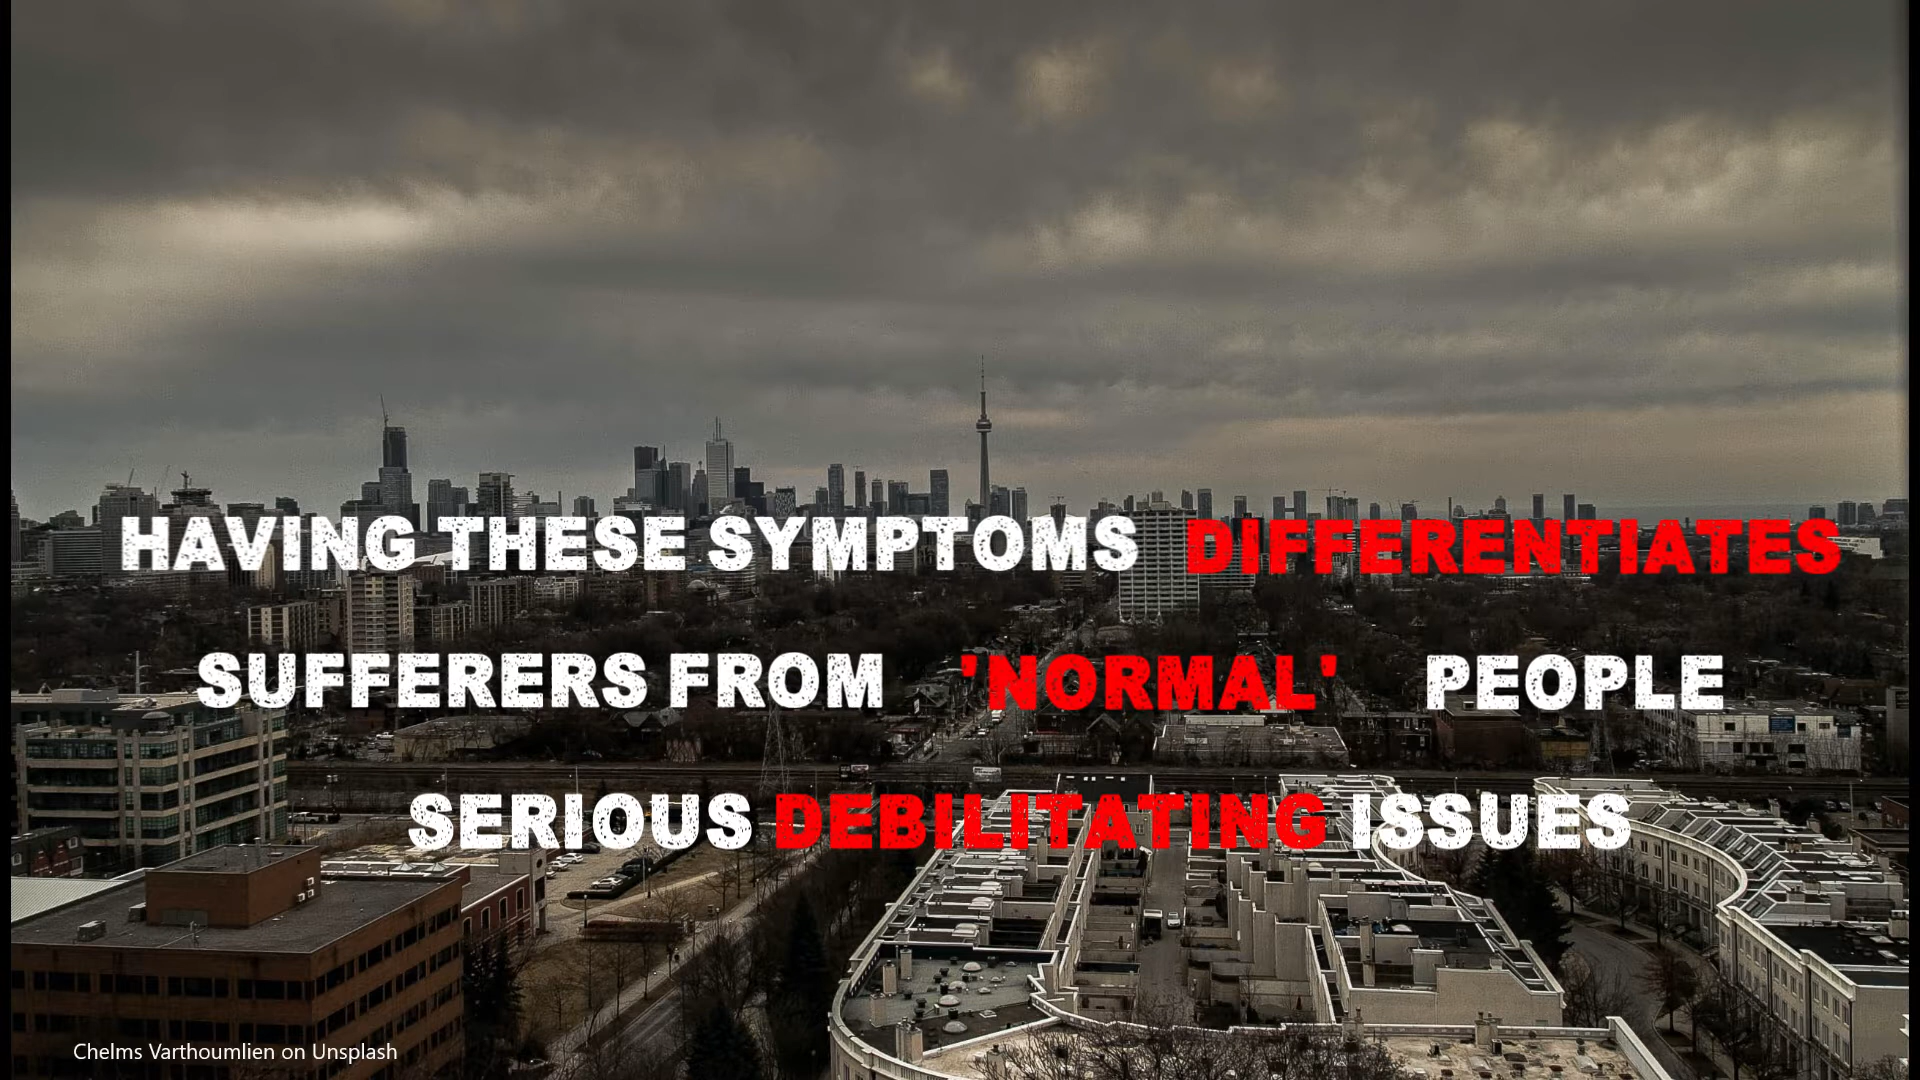 HAVING THESE SYMPTOMS DIFFERENTIATES
SUFFERERS FROM 'NORMAL' PEOPLE
SERIOUS DEBILITATING ISSUES
Chelms Varthoumlien on Unsplash